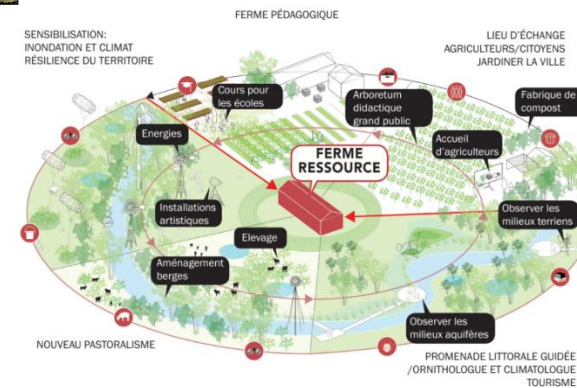 FERME PÉDAGOGIQUE
SENSIBILISATION:
INONDATION ET CLIMAT
RÉSILIENCE DU TERRITOIRE
LIEU D'ÉCHANGE
AGRICULTEURS/CITOYENS
JARDINER LA VILLE
Cours pour
les écoles
Arboretum
didactique
grand public
Fabrique de
compost
Energies
Accueil
d'agriculteurs
FERME
RESSOURCE
Installations
artistiques
Observer les
milieux terriens
Elevage
Aménagement
berges
Observer les
milieux aquifères
NOUVEAU PASTORALISME
PROMENADE LITTORALE GUIDÉE
/ORNITHOLOGUE ET CLIMATOLOGUE
TOURISME